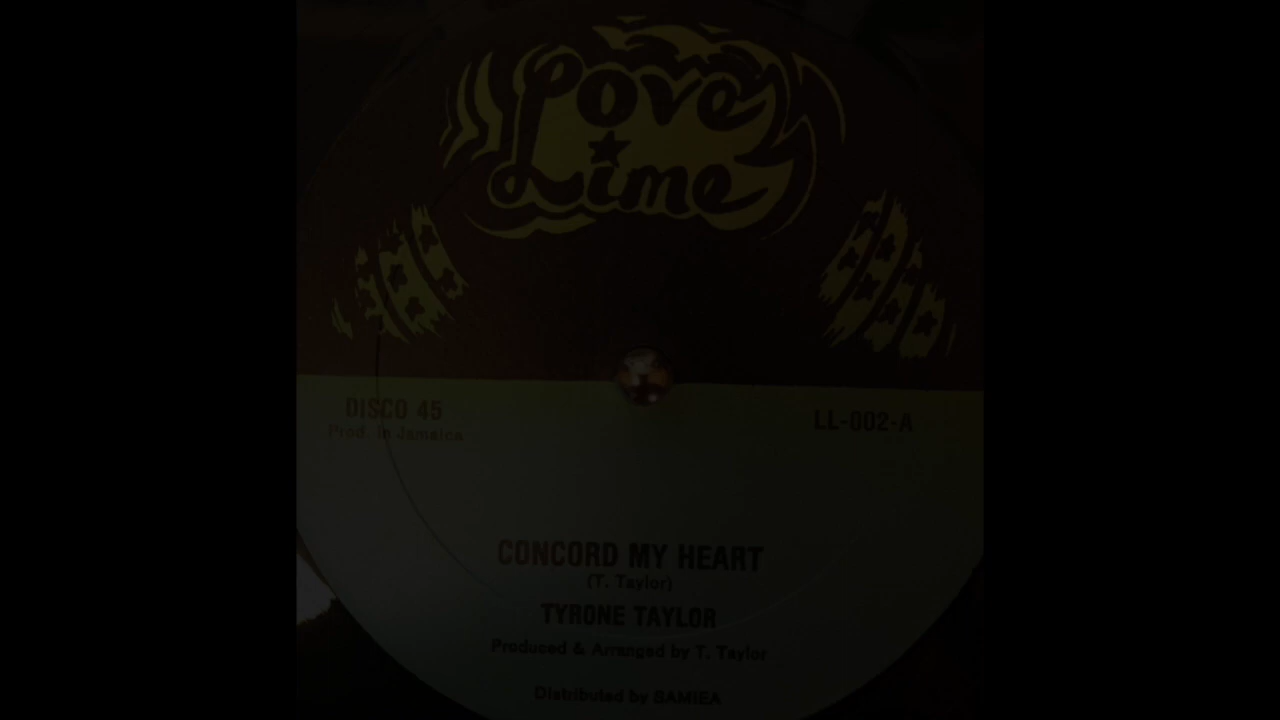 Love
Lime
DISCO 45
Prod. In Jamaica
LL-002-A
CONCORD MY HEART
(T. Taylor)
TYRONE TAYLOR
Produced & Arranged by T. Taylor
Distributed by SAMIEA